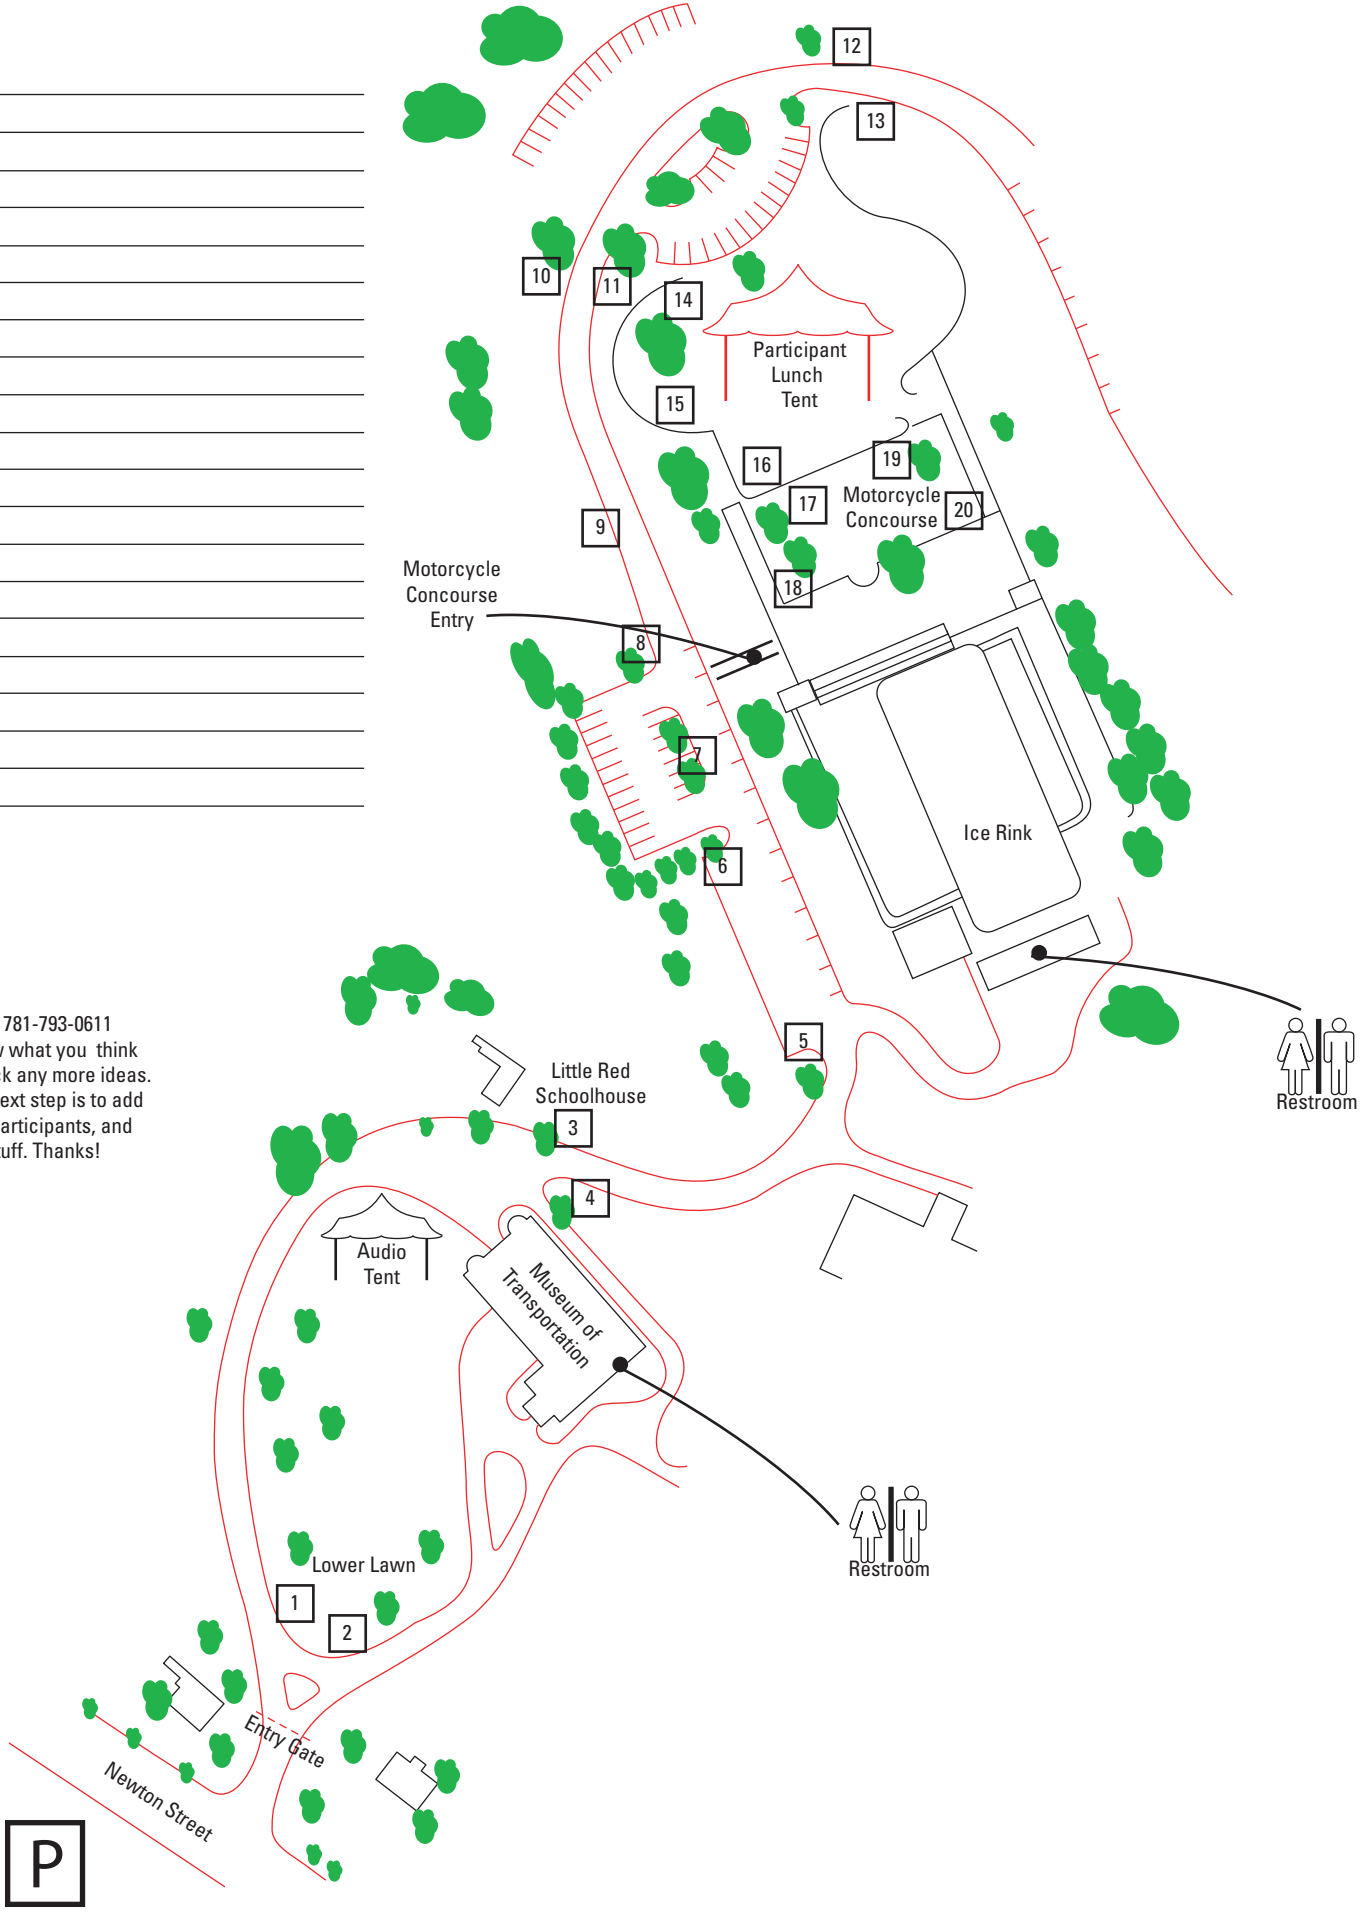 12
13
10
11
14
Participant
Lunch
Tent
15
16
19
17
Motorcycle
Concourse
20
9
Motorcycle
Concourse
Entry
18
8
7
Ice Rink
6
781-793-0611
what you think
any more ideas.
step is to add
articipants, and
Thanks!
5
Restroom
Little Red
Schoolhouse
3
4
Audio
Tent
Museum of
Transportation
Restroom
Lower Lawn
1
2
Entry Gate
Newton Street
P